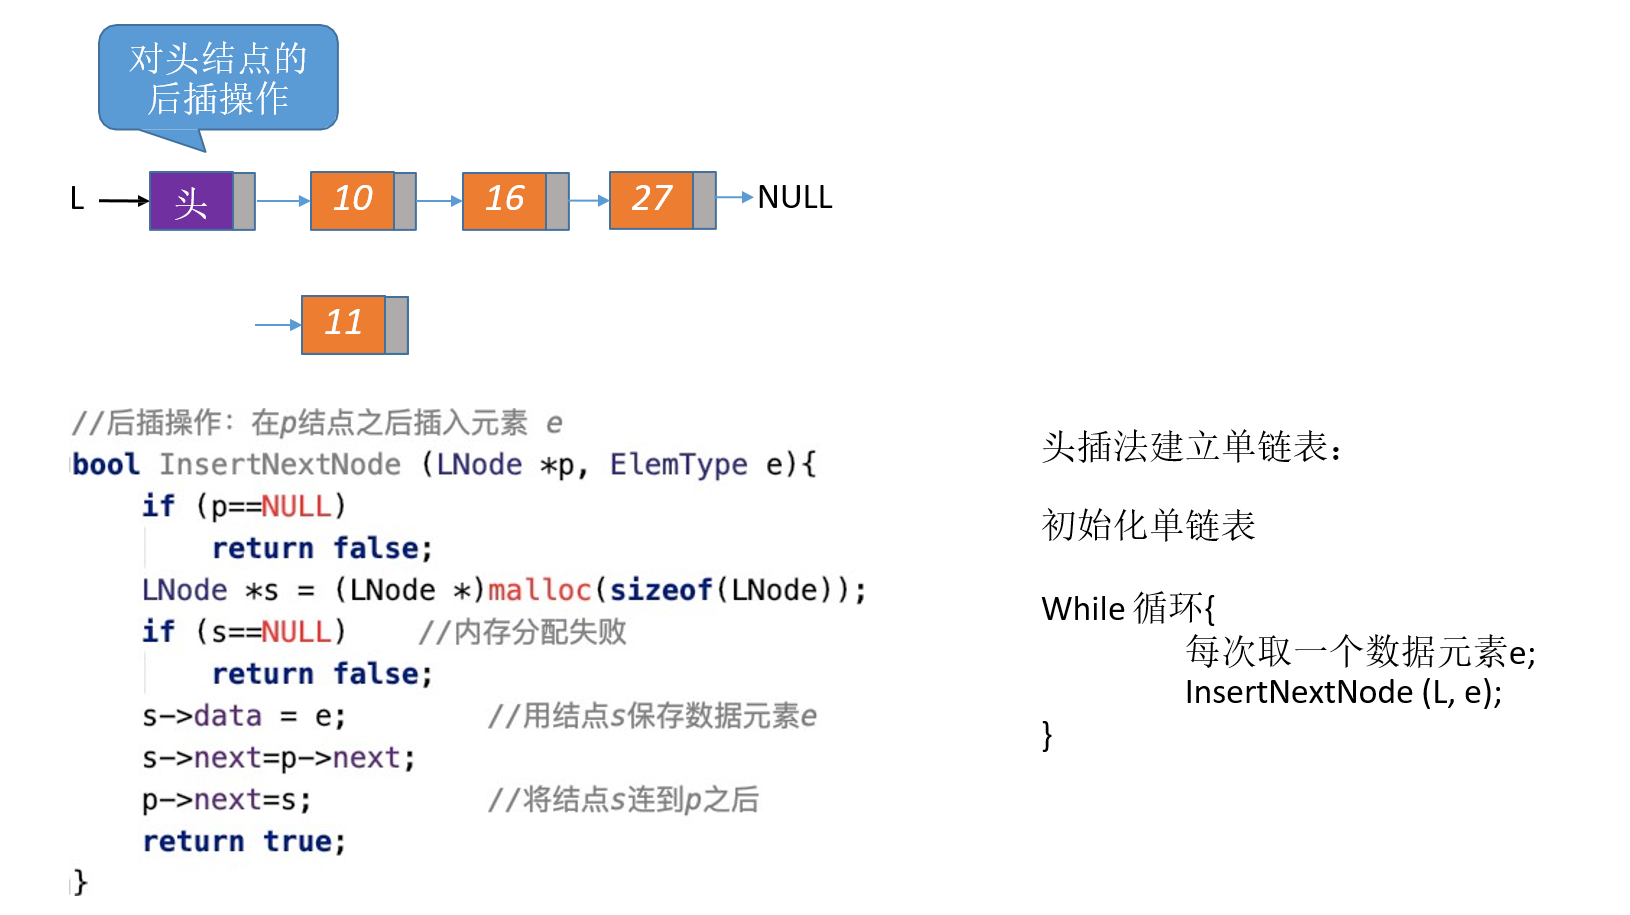 对头结点的
后插操作
L 头 10 16 27 NULL
11
//后插操作：在p结点之后插入元素 e
bool InsertNextNode (LNode *p, ElemType e){
if (p==NULL)
return false;
LNode *s = (LNode *)malloc(sizeof(LNode));
if (s==NULL) //内存分配失败
return false;
s->data = e; //用结点s保存数据元素e
s->next=p->next;
p->next=s; //将结点s连到p之后
return true;
}
头插法建立单链表：
初始化单链表
While 循环{
每次取一个数据元素e;
InsertNextNode (L, e);
}